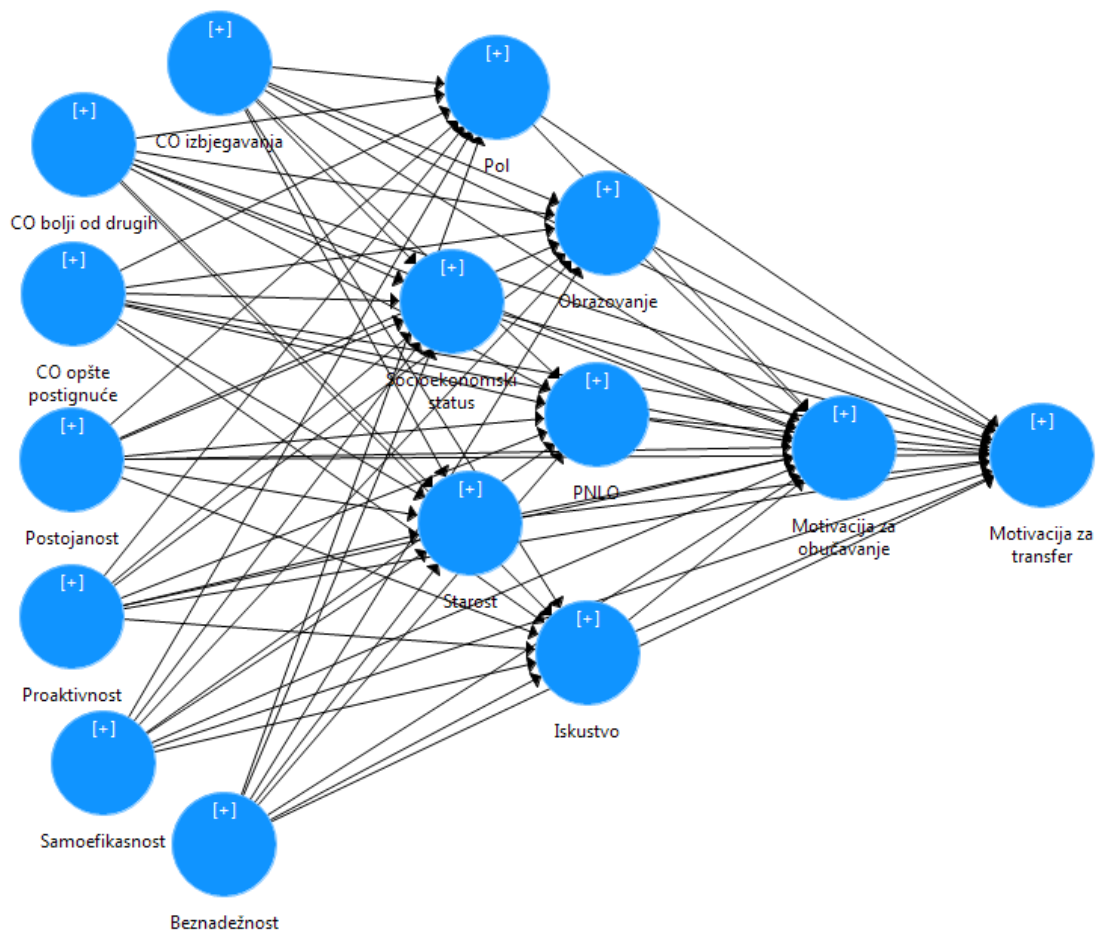 [+]
CO izbjegavanja
[+]
Pol
[+]
CO bolji od drugih
[+]
Obrazovanje
[+]
CO opšte
postignuće
[+]
Socioekonomski
status
[+]
PNLO
[+]
Motivacija za
obučavanje
[+]
Motivacija za
transfer
[+]
Postojanost
[+]
Starost
[+]
Proaktivnost
[+]
Iskustvo
[+]
Samoefikasnost
[+]
Beznadežnost